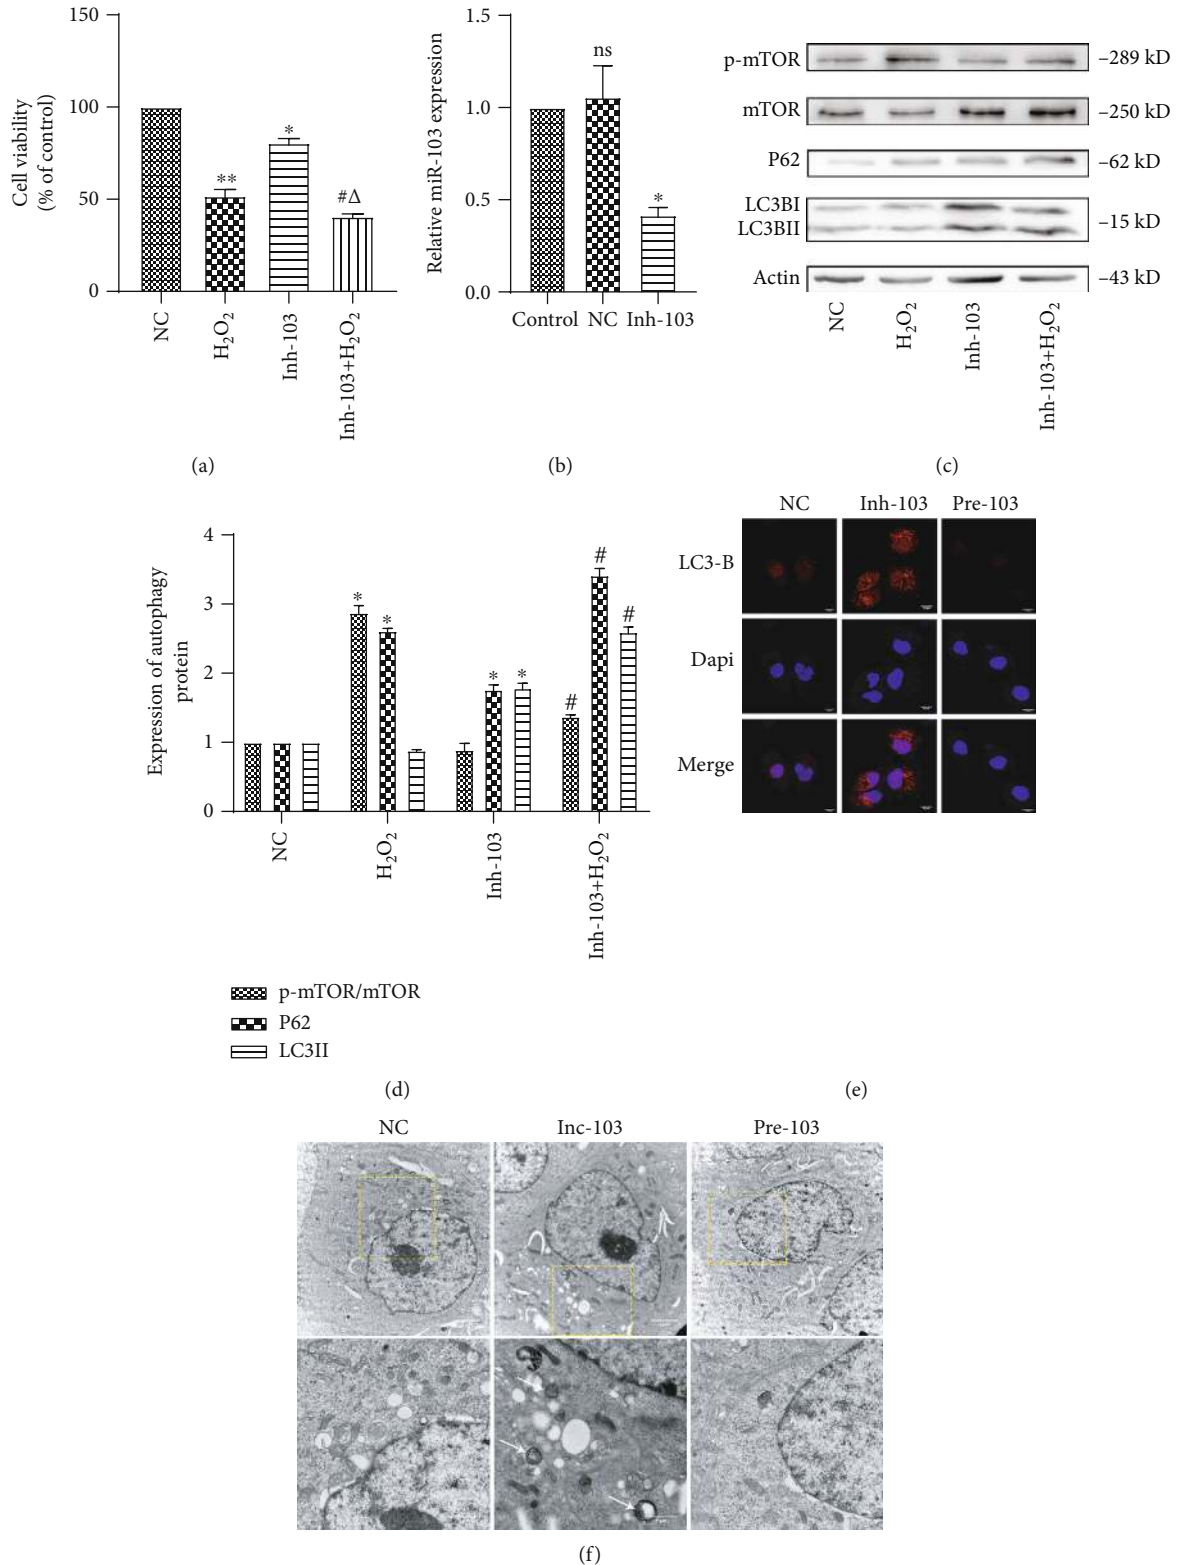 150
100
50
0
Cell viability
(% of control)
**
*
#Δ
NC
H₂O₂
Inh-103
Inh-103+H₂O₂
(a)
1.5
1.0
0.5
0.0
Relative miR-103 expression
ns
*
Control NC Inh-103
(b)
p-mTOR –289 kD
mTOR –250 kD
P62 –62 kD
LC3BI
LC3BII
–15 kD
Actin –43 kD
NC
H₂O₂
Inh-103
Inh-103+H₂O₂
(c)
4
3
2
1
0
Expression of autophagy
protein
* *
* *
# # #
NC
H₂O₂
Inh-103
Inh-103+H₂O₂
p-mTOR/mTOR
P62
LC3II
(d)
NC Inh-103 Pre-103
LC3-B
Dapi
Merge
(e)
NC Inc-103 Pre-103
(f)